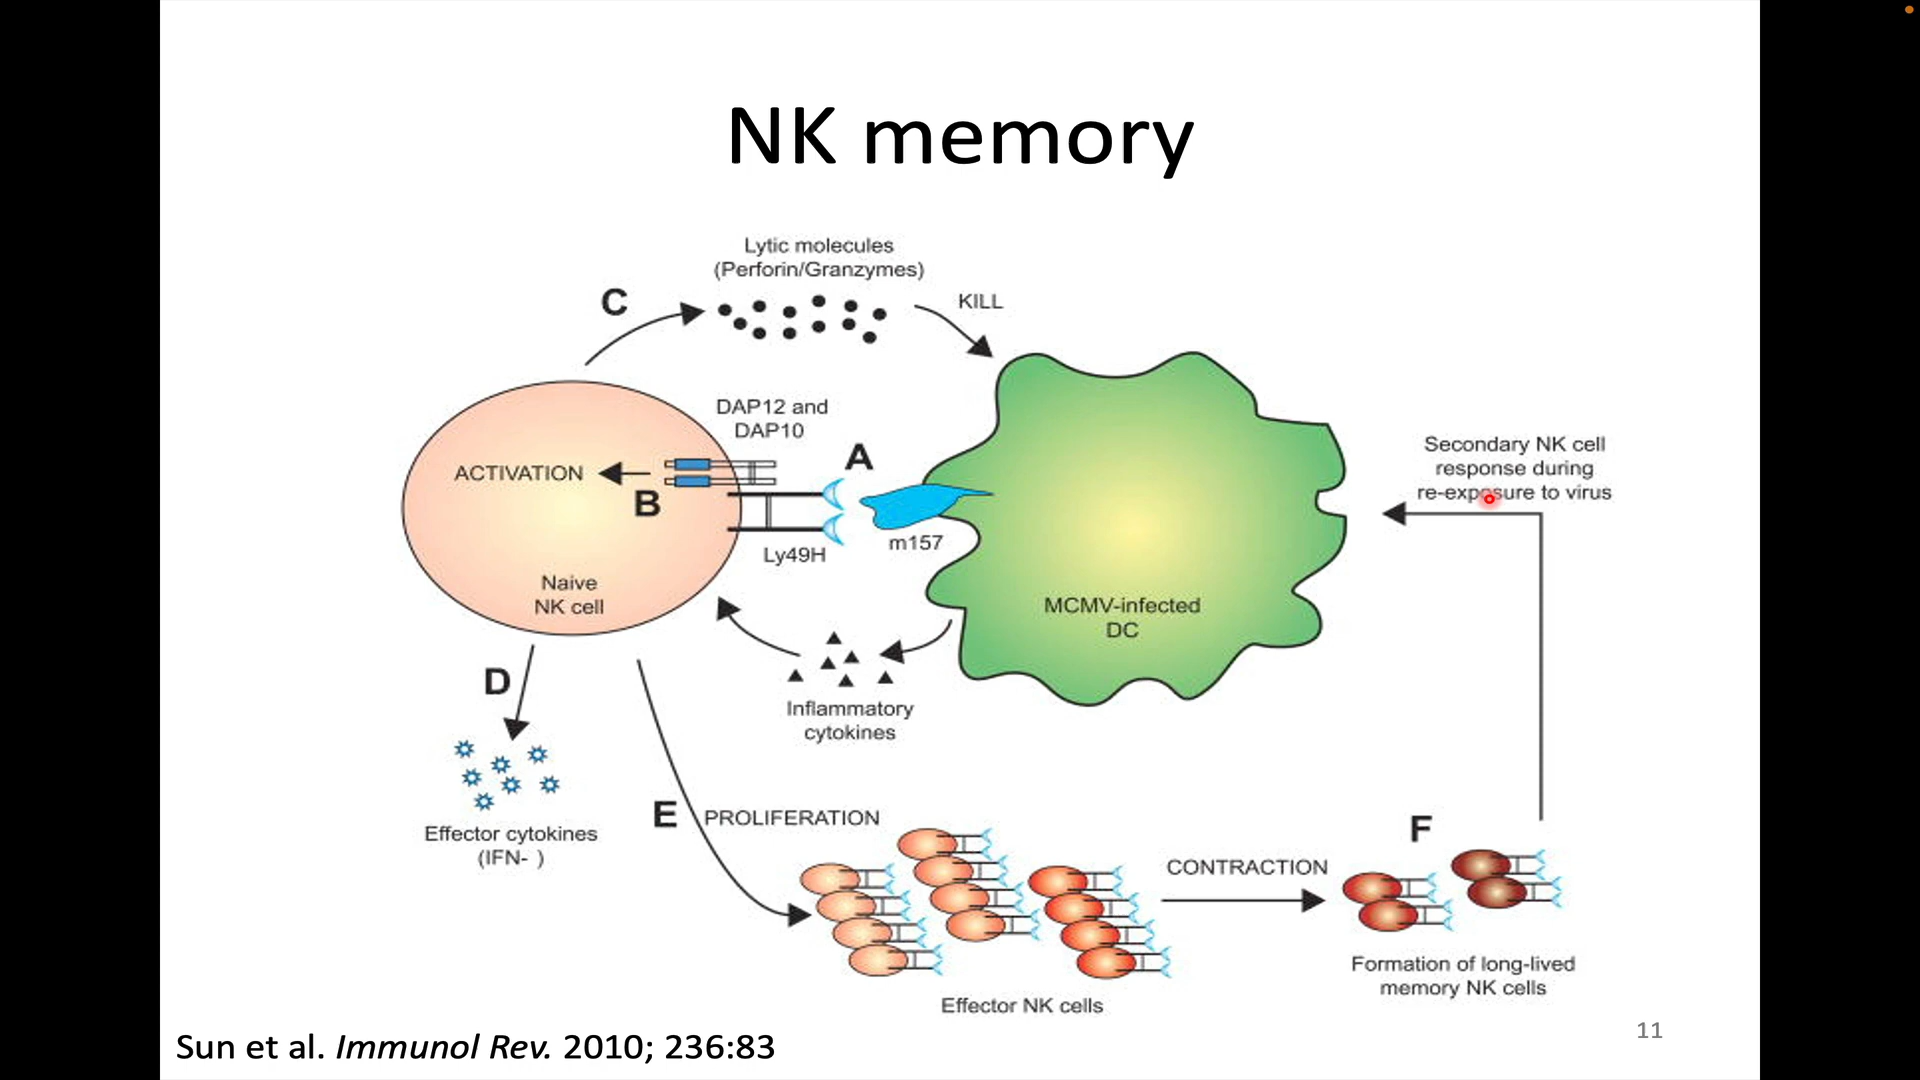 NK memory
Lytic molecules
(Perforin/Granzymes)
C
KILL
DAP12 and
DAP10
A
ACTIVATION
B
Ly49H
m157
Naive
NK cell
MCMV-infected
DC
Secondary NK cell
response during
re-exposure to virus
D
Inflammatory
cytokines
Effector cytokines
(IFN- )
E
PROLIFERATION
Effector NK cells
CONTRACTION
F
Formation of long-lived
memory NK cells
Sun et al. Immunol Rev. 2010; 236:83
11